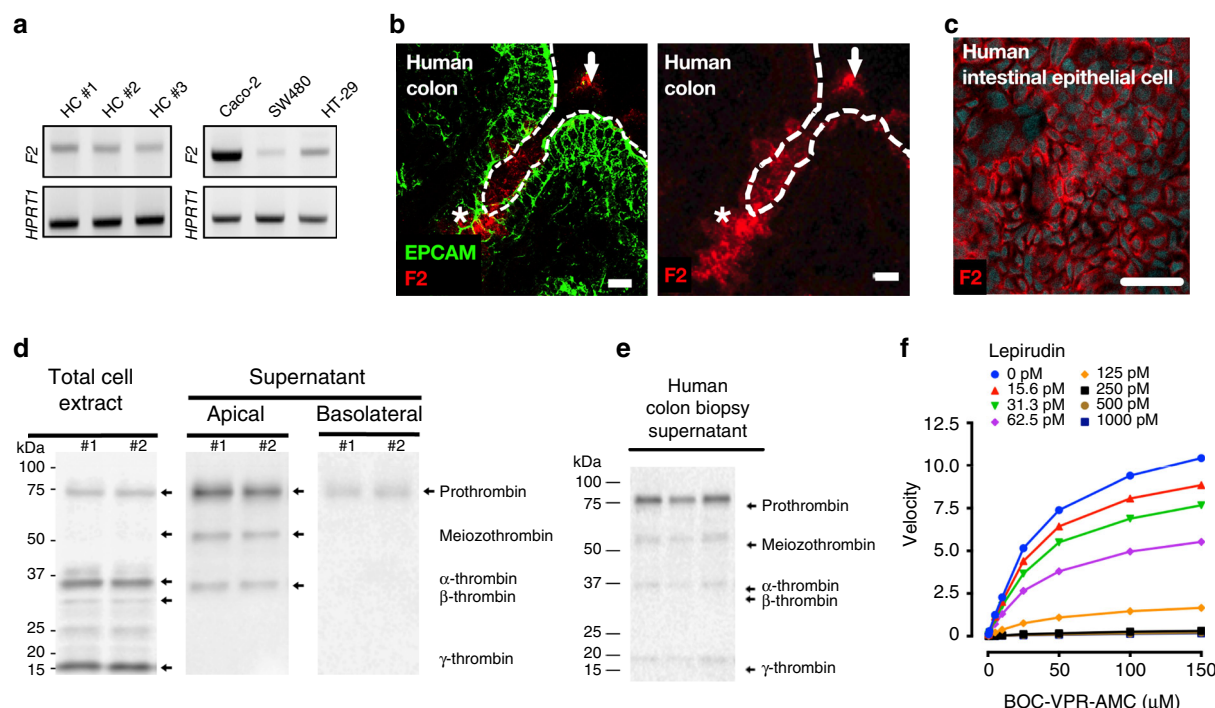 a
HC #1
HC #2
HC #3
Caco-2
SW480
HT-29
F2
HPRT1
F2
HPRT1
b
Human
colon
*
EPCAM
F2
Human
colon
*
F2
c
Human
intestinal epithelial cell
F2
d
Total cell
extract
Supernatant
Apical
Basolateral
kDa
#1 #2
#1 #2
#1 #2
100
75
50
37
25
15
Prothrombin
Meiozothrombin
α-thrombin
β-thrombin
γ-thrombin
e
Human
colon biopsy
supernatant
kDa
100
75
50
37
25
20
15
Prothrombin
Meiozothrombin
α-thrombin
β-thrombin
γ-thrombin
f
Lepirudin
0 pM
15.6 pM
31.3 pM
62.5 pM
125 pM
250 pM
500 pM
1000 pM
12.5
10.0
7.5
5.0
2.5
0
Velocity
0 50 100 150
BOC-VPR-AMC (μM)